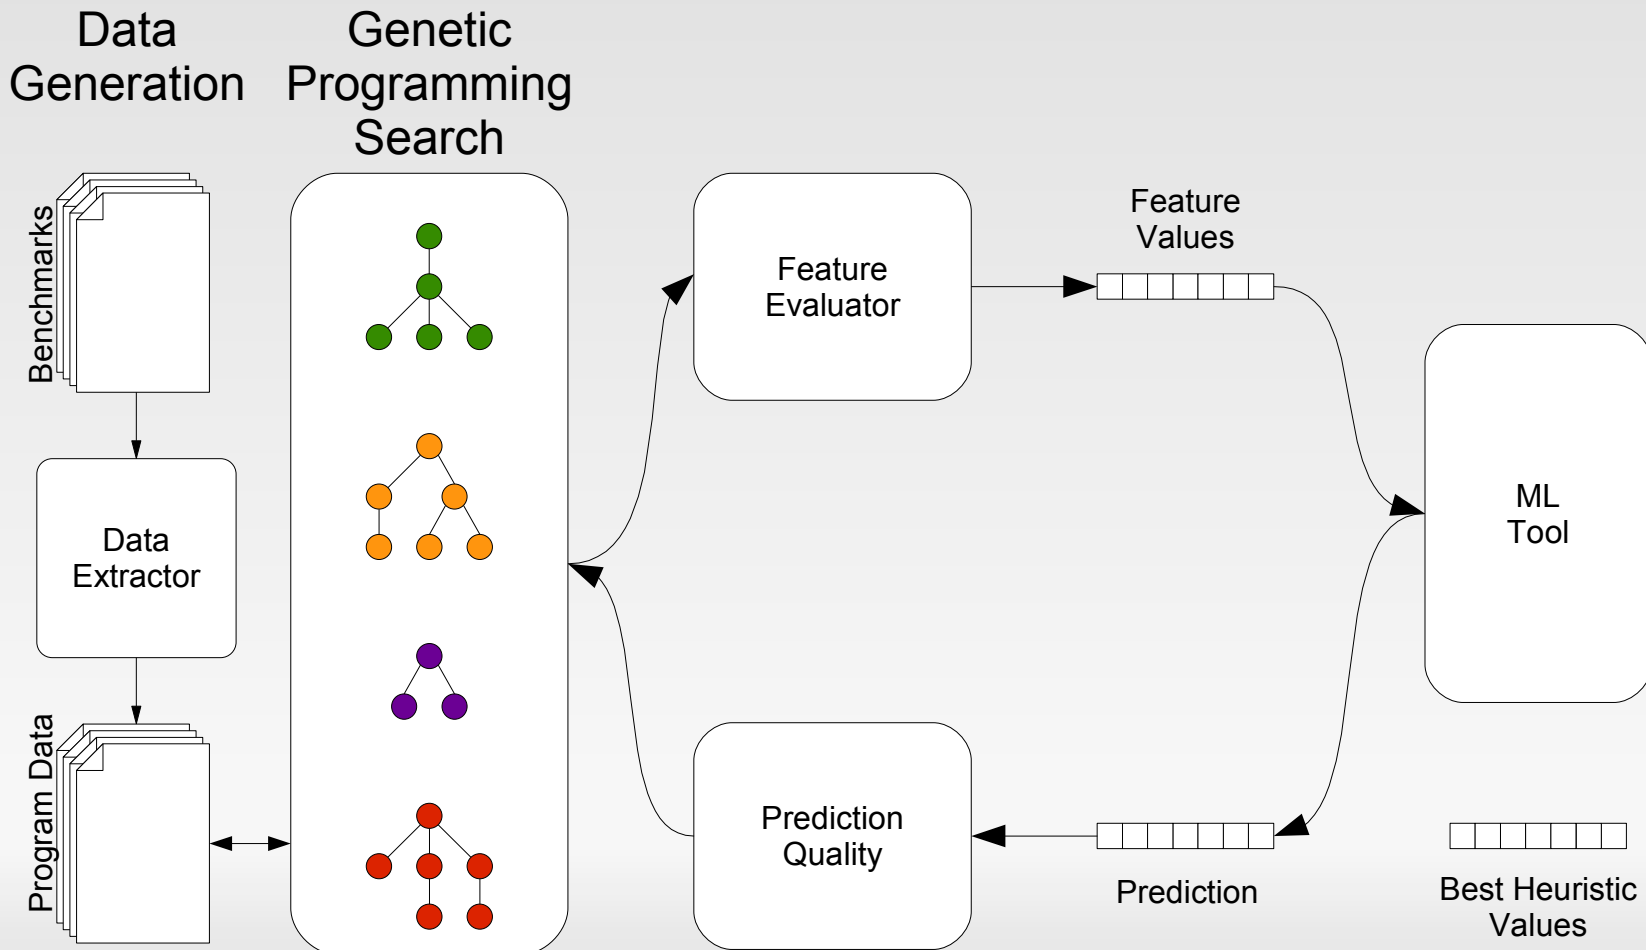 Data
Generation
Genetic
Programming
Search
Benchmarks
Data
Extractor
Program Data
Feature
Evaluator
Feature
Values
ML
Tool
Prediction
Quality
Prediction
Best Heuristic
Values